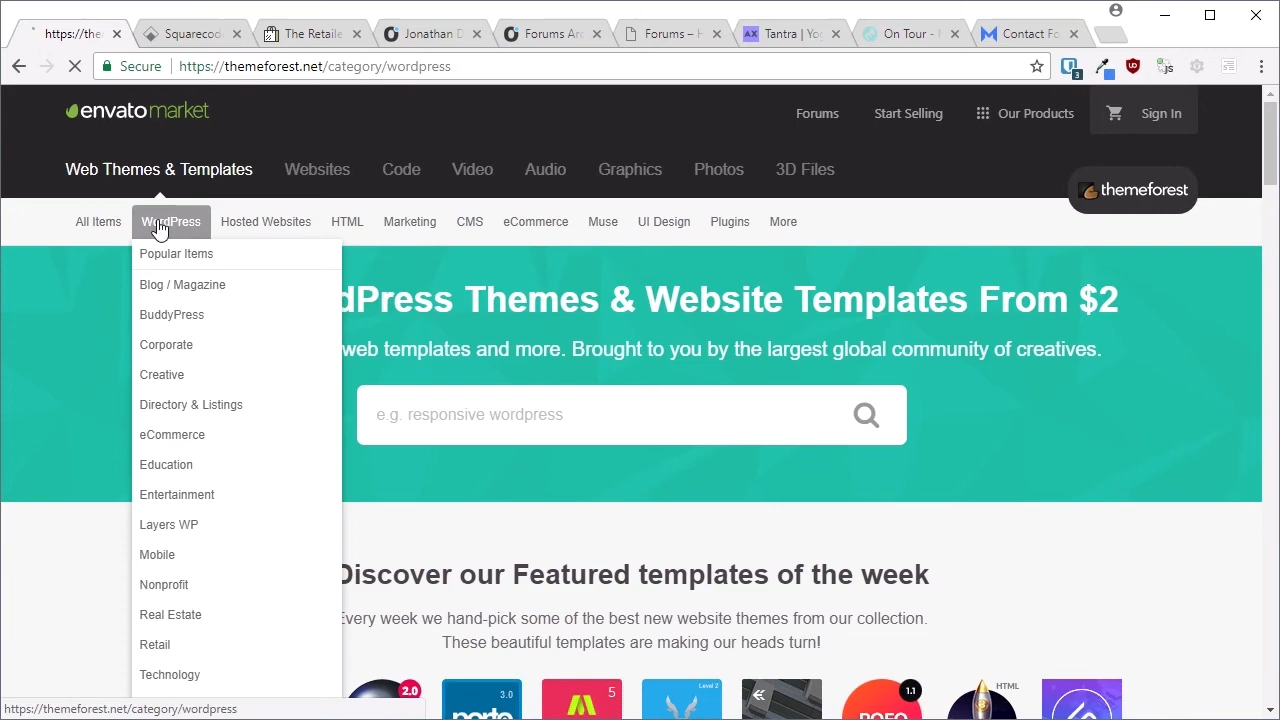 https://the
Squarecod
The Retaile
Jonathan D
Forums Arc
Forums – H
Tantra | Yo
On Tour -
Contact Fo
Secure
https://themeforest.net/category/wordpress
3
js
envatomarket
Forums
Start Selling
Our Products
Sign In
Web Themes & Templates
Websites
Code
Video
Audio
Graphics
Photos
3D Files
themeforest
All Items
WordPress
Hosted Websites
HTML
Marketing
CMS
eCommerce
Muse
UI Design
Plugins
More
Popular Items
Blog / Magazine
BuddyPress
Corporate
Creative
Directory & Listings
eCommerce
Education
Entertainment
Layers WP
Mobile
Nonprofit
Real Estate
Retail
Technology
dPress Themes & Website Templates From $2
web templates and more. Brought to you by the largest global community of creatives.
e.g. responsive wordpress
Discover our Featured templates of the week
Every week we hand-pick some of the best new website themes from our collection.
These beautiful templates are making our heads turn!
2.0
3.0
porto
5
Level 2
1.1
HTML
https://themeforest.net/category/wordpress